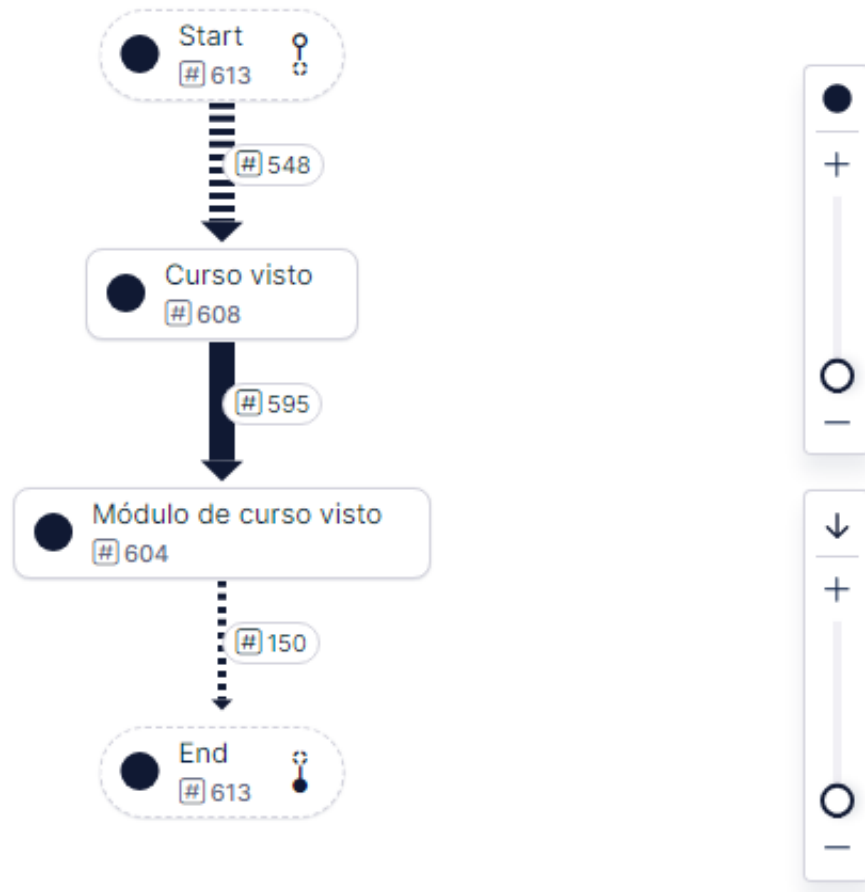 Start
# 613
# 548
Curso visto
# 608
# 595
Módulo de curso visto
# 604
# 150
End
# 613